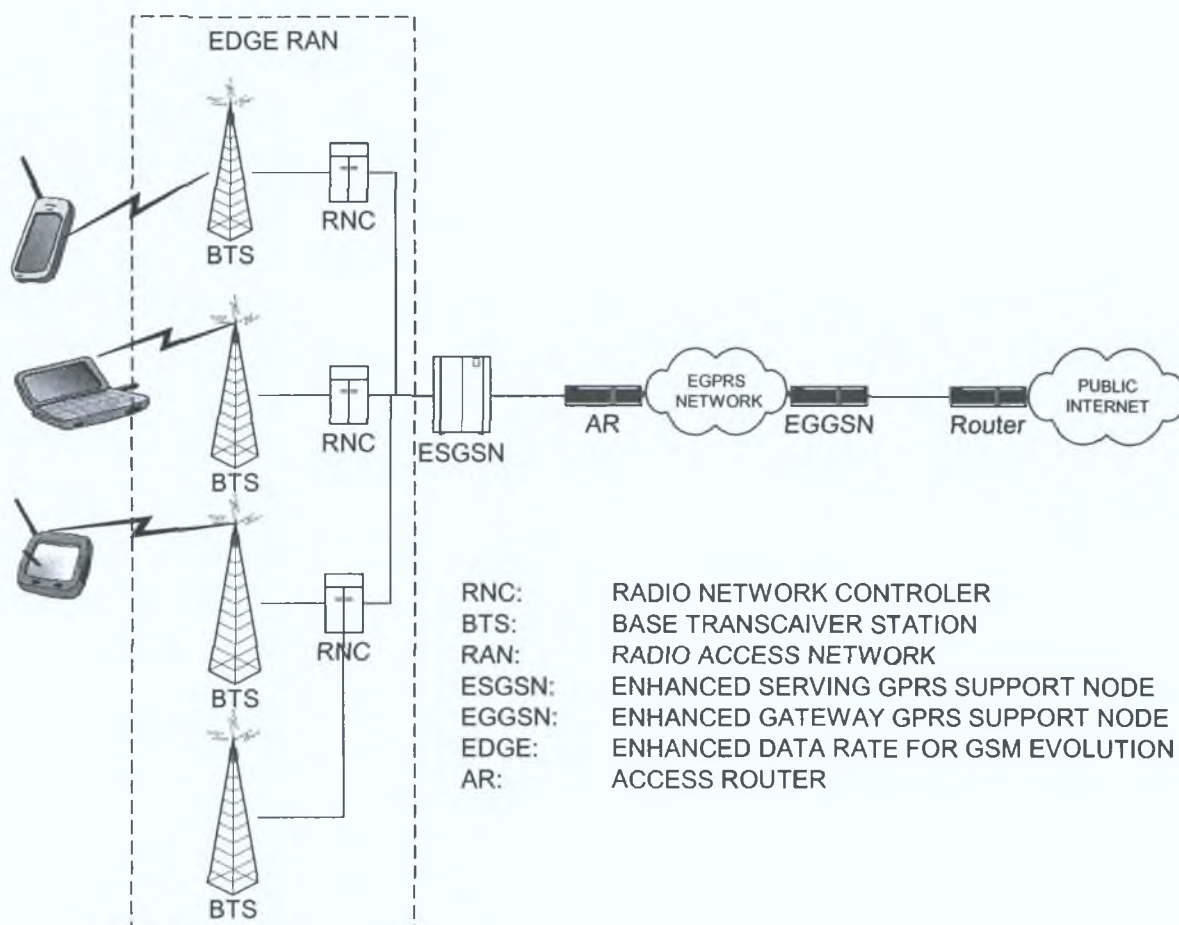 EDGE RAN
BTS
RNC
BTS
RNC
BTS
RNC
BTS
ESGSN
AR
EGPRS
NETWORK
EGGSN
Router
PUBLIC
INTERNET
RNC: RADIO NETWORK CONTROLER
BTS: BASE TRANSCAIVER STATION
RAN: RADIO ACCESS NETWORK
ESGSN: ENHANCED SERVING GPRS SUPPORT NODE
EGGSN: ENHANCED GATEWAY GPRS SUPPORT NODE
EDGE: ENHANCED DATA RATE FOR GSM EVOLUTION
AR: ACCESS ROUTER